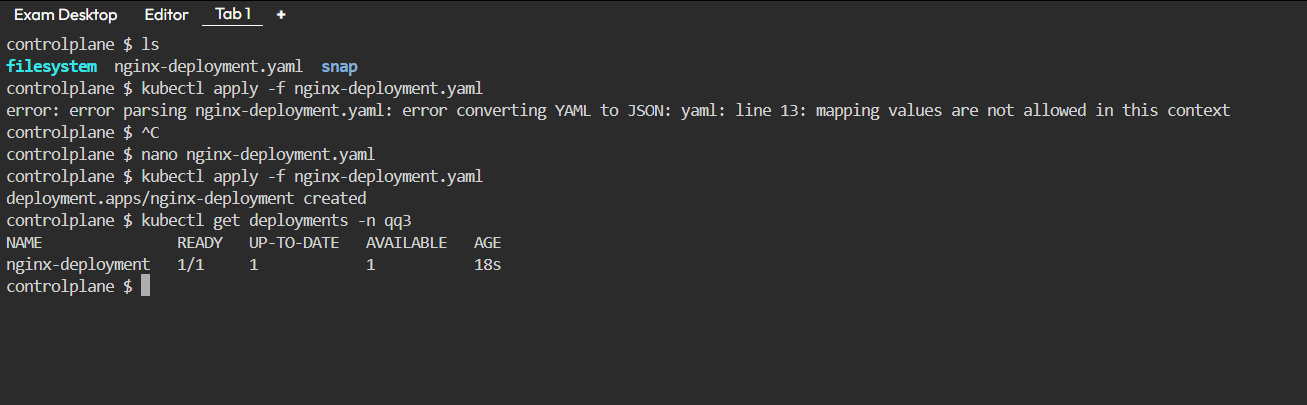 Exam Desktop Editor Tab 1 +
controlplane $ ls
filesystem nginx-deployment.yaml snap
controlplane $ kubectl apply -f nginx-deployment.yaml
error: error parsing nginx-deployment.yaml: error converting YAML to JSON: yaml: line 13: mapping values are not allowed in this context
controlplane $ ^C
controlplane $ nano nginx-deployment.yaml
controlplane $ kubectl apply -f nginx-deployment.yaml
deployment.apps/nginx-deployment created
controlplane $ kubectl get deployments -n qq3
NAME READY UP-TO-DATE AVAILABLE AGE
nginx-deployment 1/1 1 1 18s
controlplane $